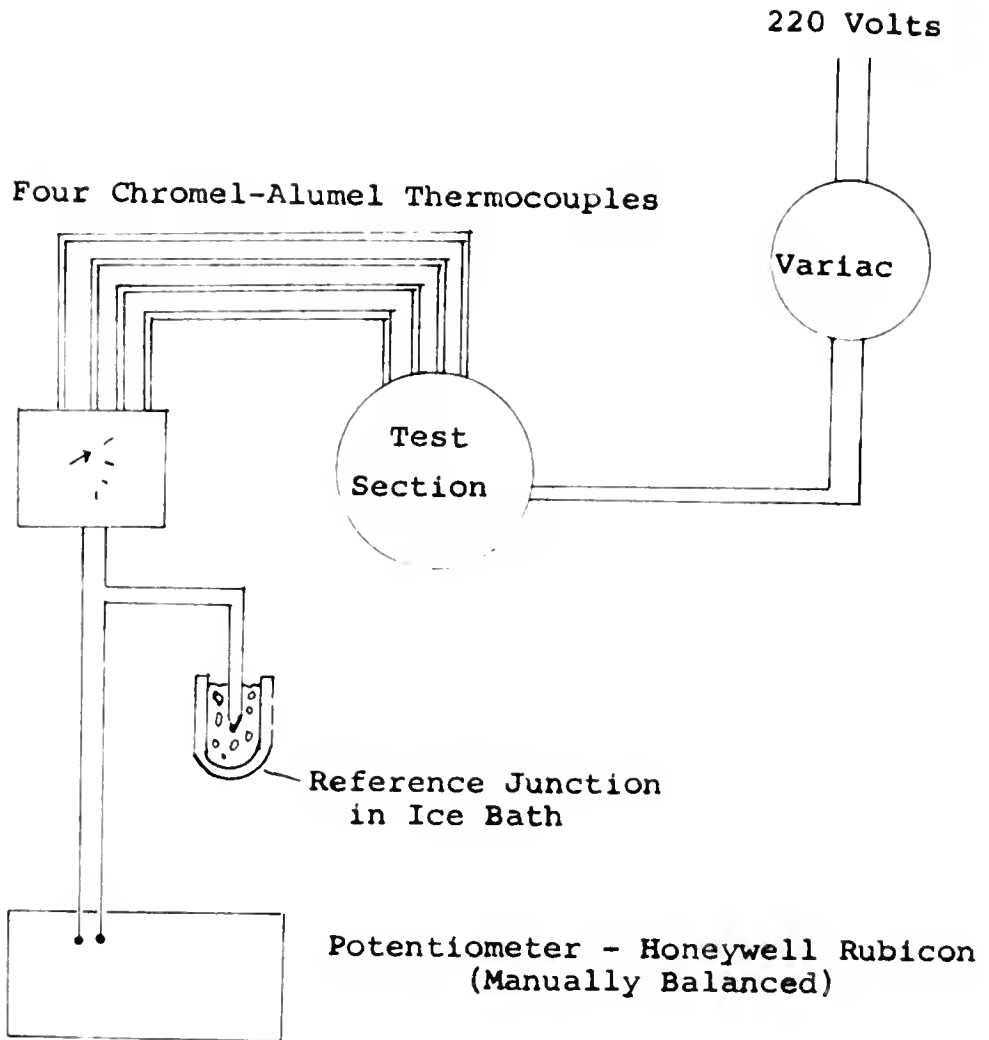 220 Volts
Four Chromel-Alumel Thermocouples
Variac
Test
Section
Reference Junction
in Ice Bath
Potentiometer - Honeywell Rubicon
(Manually Balanced)